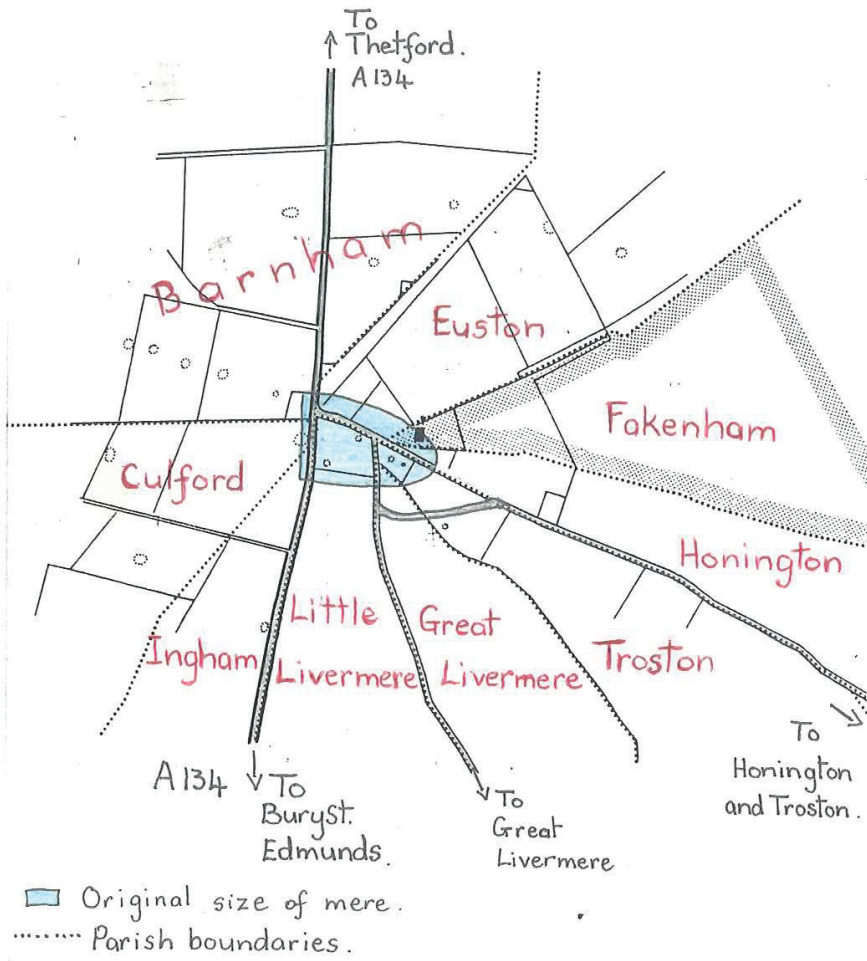 To
Thetford.
A134
Barnham
Euston
Fakenham
Culford
Honington
Little
Livermere
Great
Livermere
Ingham
Troston
A134
To
Bury St.
Edmunds.
To
Great
Livermere
To
Honington
and Troston.
Original size of mere.
Parish boundaries.